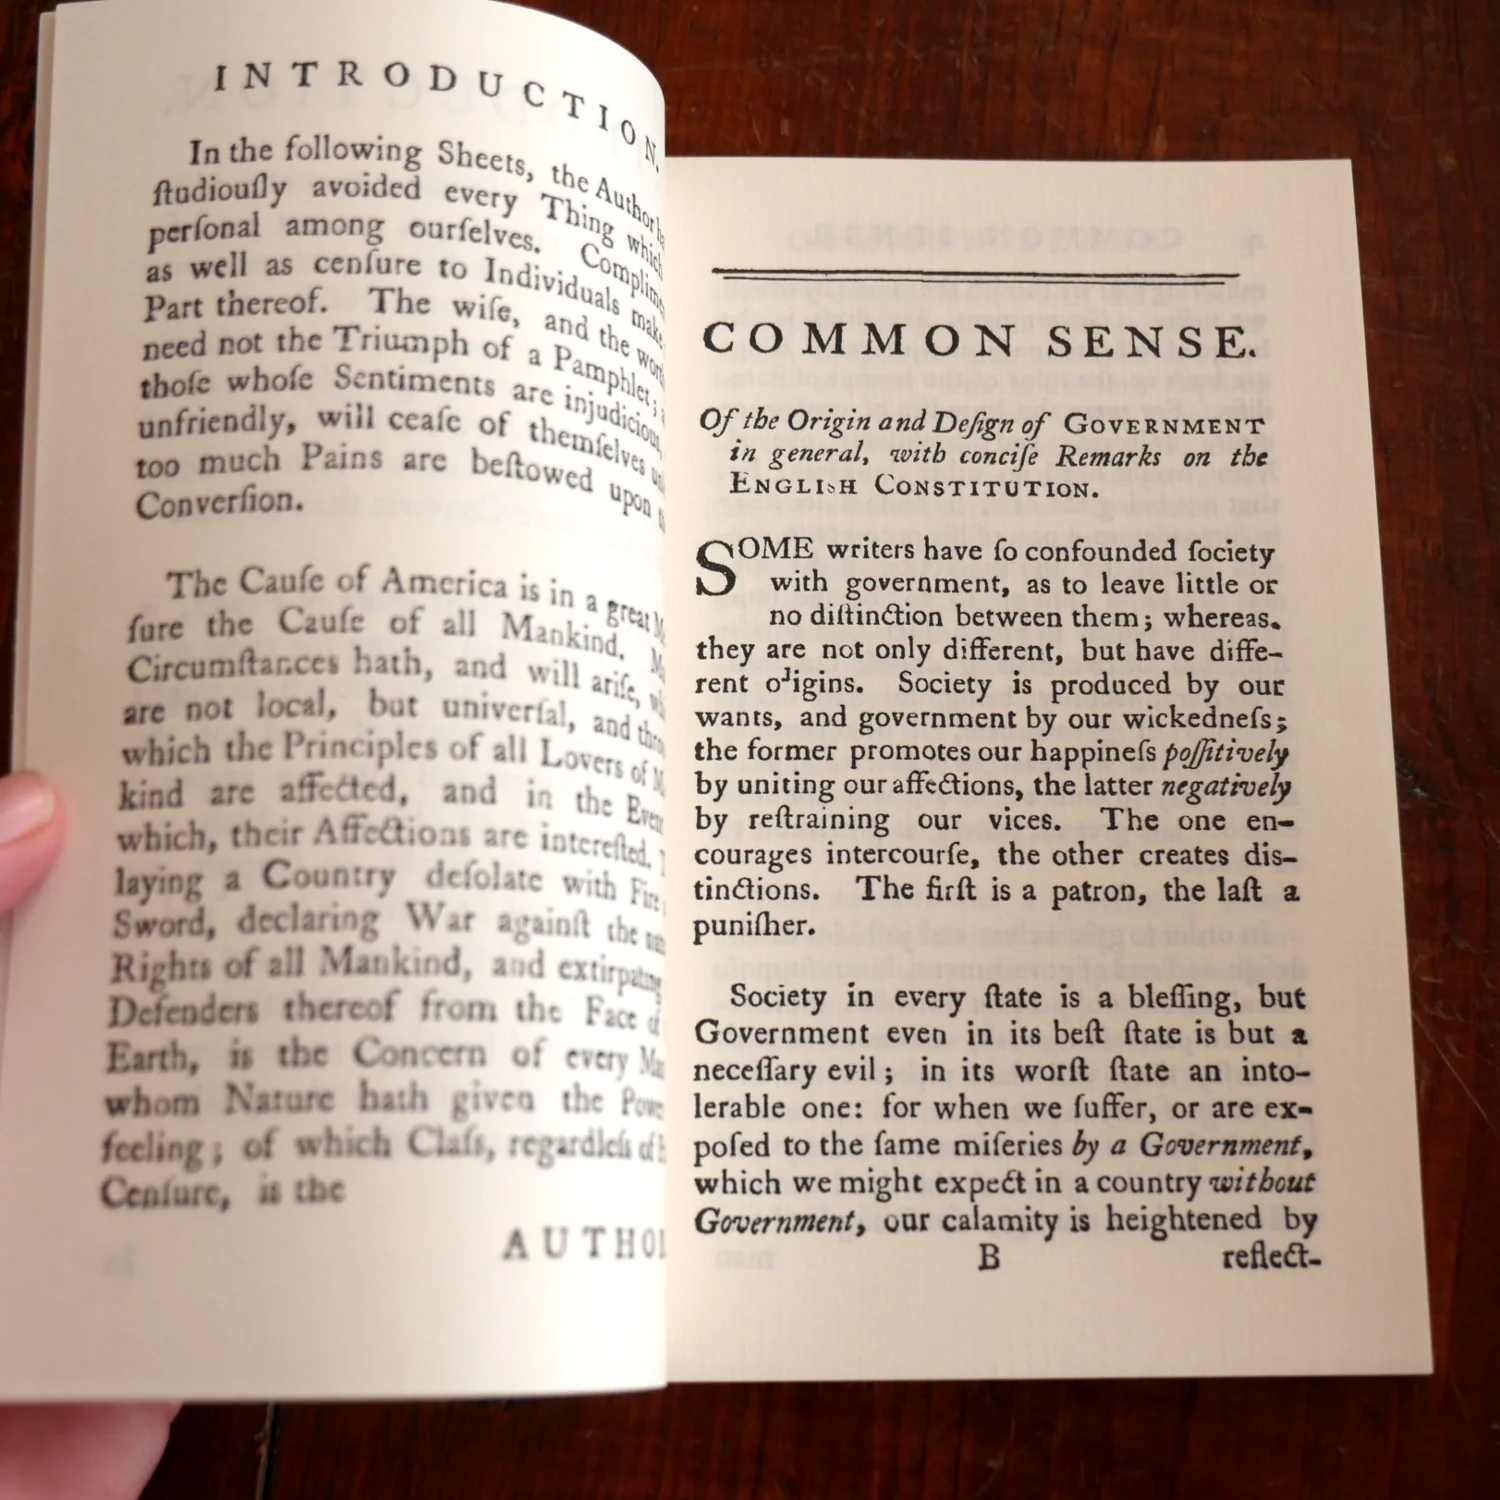 INTRODUCTION.
In the following Sheets, the Author
ſtudiouſly avoided every Thing which
perſonal among ourſelves.
as well as cenſure to Individuals make
Part thereof. The wiſe, and the
need not the Triumph of a Pamphlet;
thoſe whoſe Sentiments are
unfriendly, will ceaſe of themſelves
too much Pains are beſtowed upon
Converſion.
The Cauſe of America is in a great
ſure the Cauſe of all Mankind.
Circumſtances hath, and will ariſe,
are not local, but univerſal, and
which the Principles of all Lovers of
kind are affected, and in the
which, their Affections are intereſted.
laying a Country deſolate with Fire
Sword, declaring War againſt the
Rights of all Mankind, and extirpating
Defenders thereof from the Face of
Earth, is the Concern of every
whom Nature hath given the
feeling; of which Claſs, regardleſs of
Cenſure, is the
COMMON SENSE.
Of the Origin and Deſign of GOVERNMENT
in general, with conciſe Remarks on the
ENGLISH CONSTITUTION.
SOME writers have ſo confounded ſociety
with government, as to leave little or
no diſtinction between them; whereas.
they are not only different, but have diffe-
rent origins. Society is produced by our
wants, and government by our wickedneſs;
the former promotes our happineſs poſſitively
by uniting our affections, the latter negatively
by reſtraining our vices. The one en-
courages intercourſe, the other creates dis-
tinctions. The firſt is a patron, the laſt a
puniſher.
Society in every ſtate is a bleſſing, but
Government even in its beſt ſtate is but a
neceſſary evil; in its worſt ſtate an into-
lerable one: for when we ſuffer, or are ex-
poſed to the ſame miſeries by a Government,
which we might expect in a country without
Government, our calamity is heightened by
B reflect-